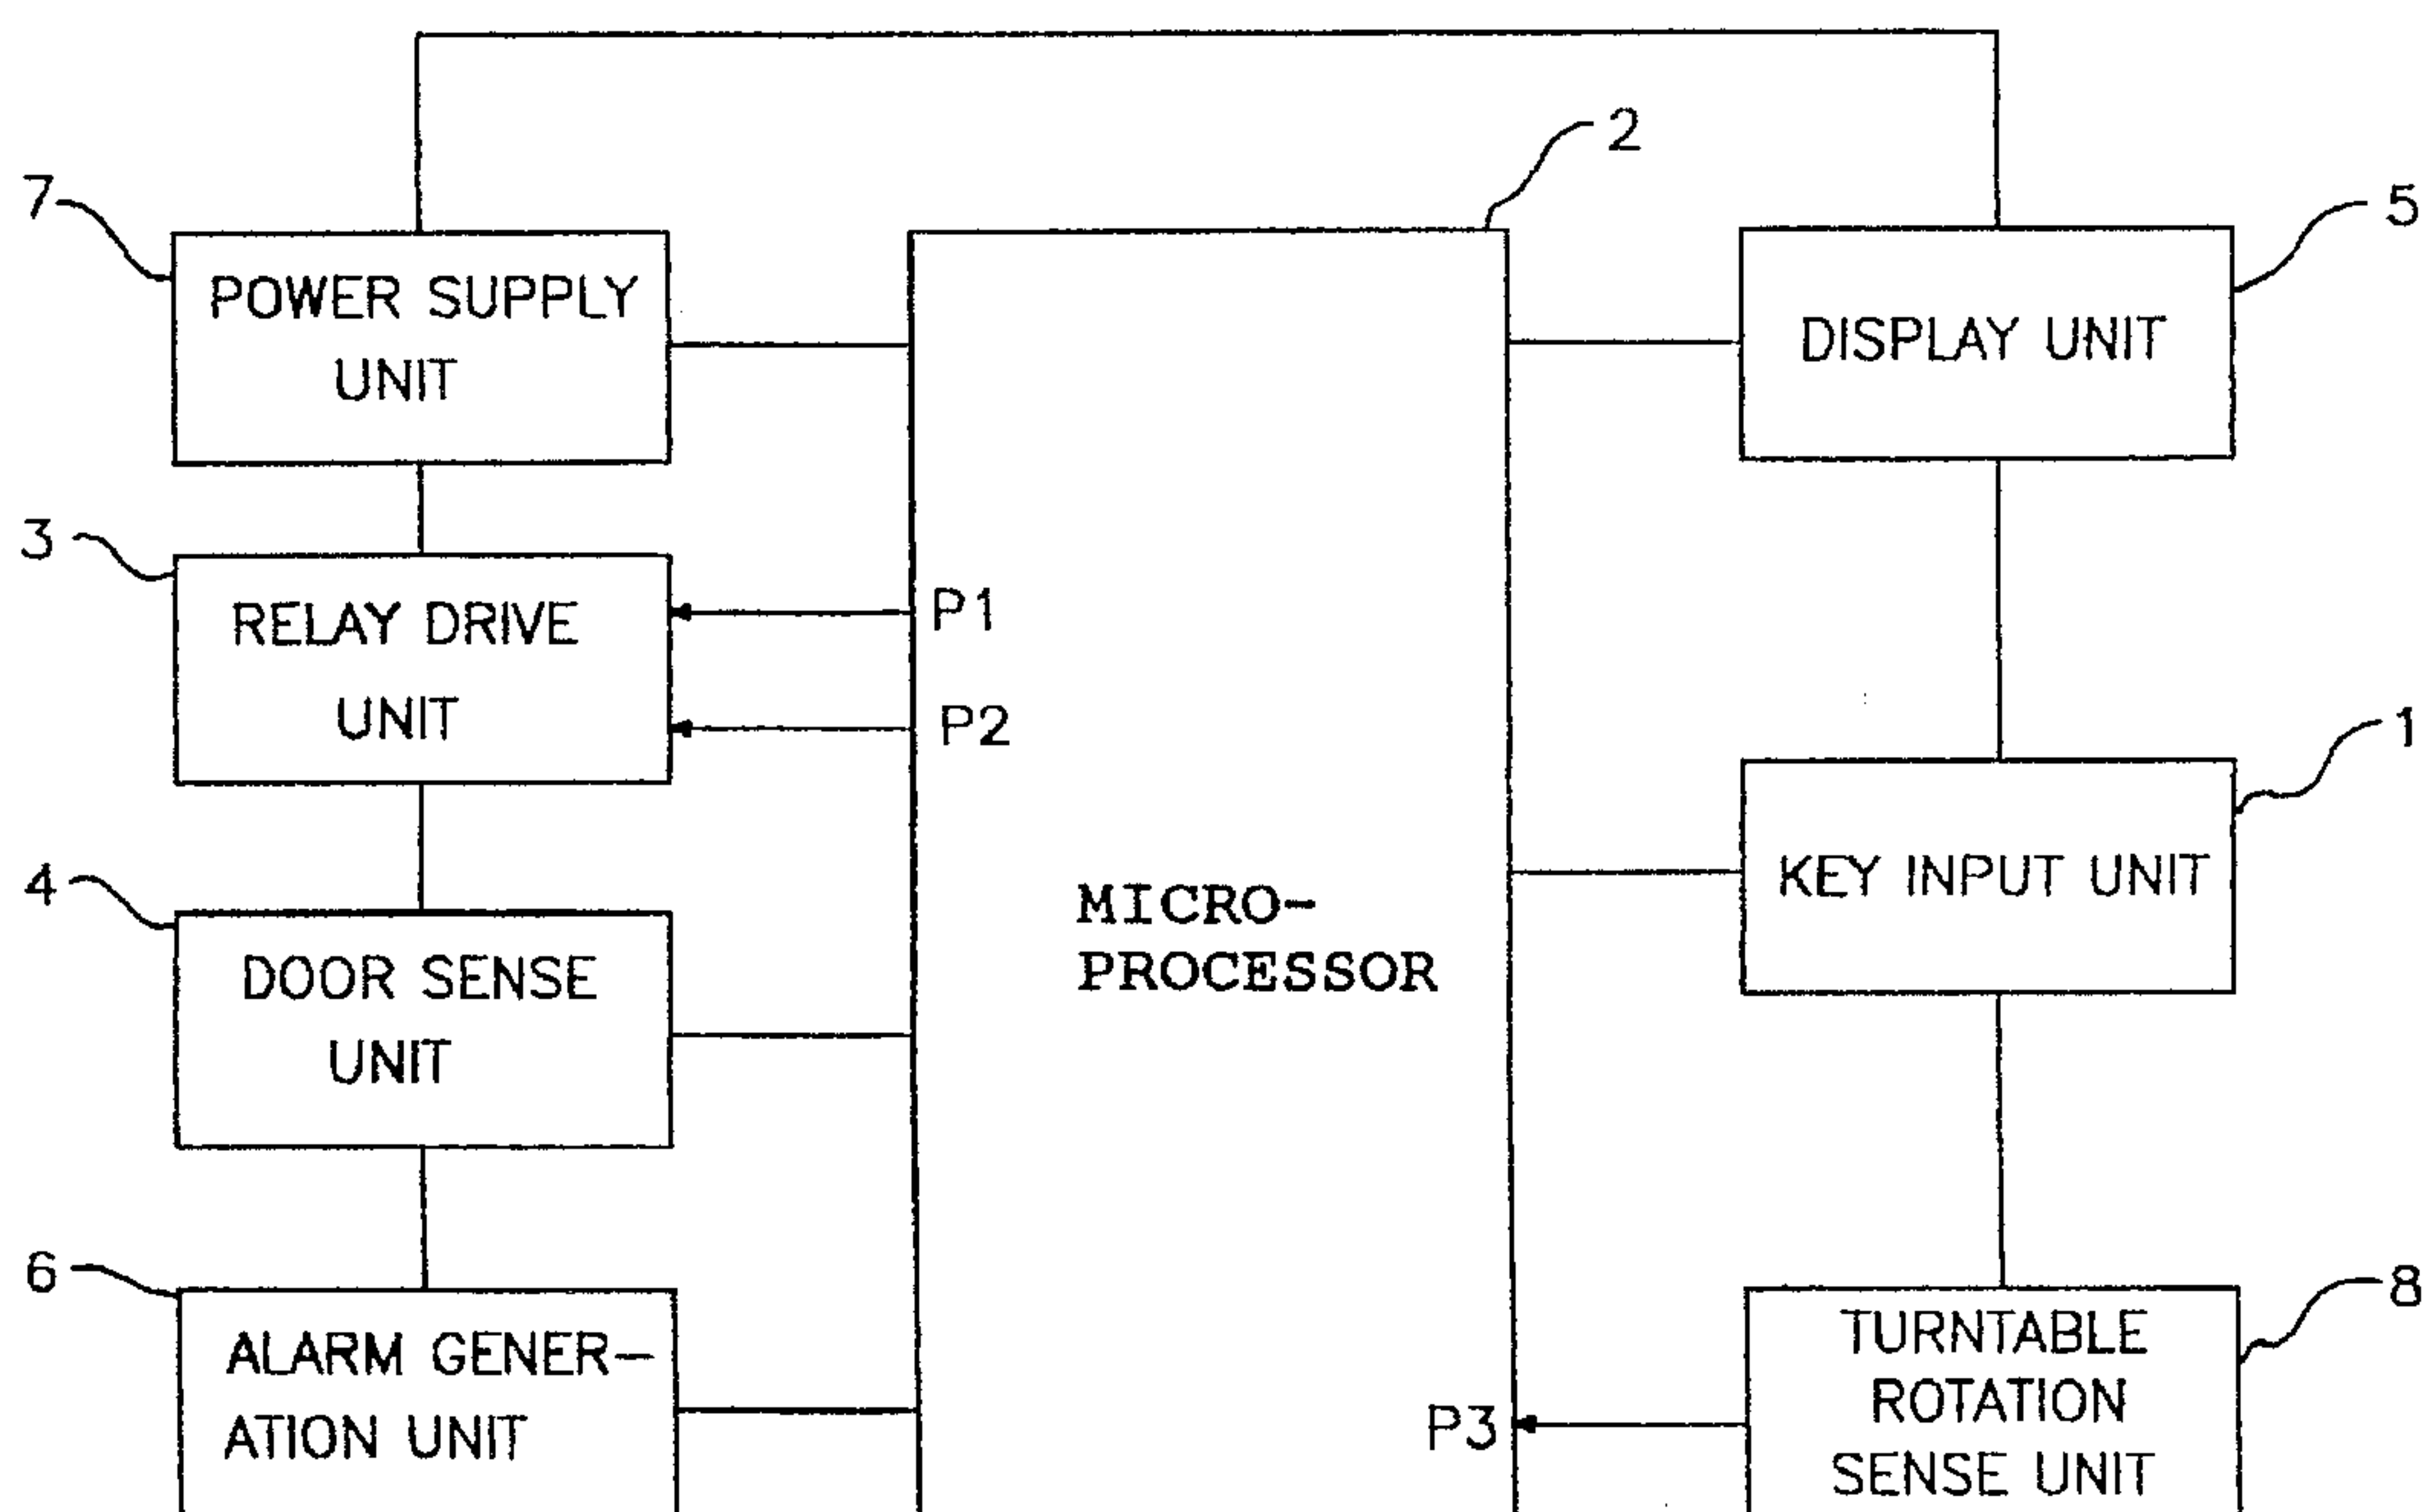 2
7
5
POWER SUPPLY
UNIT
DISPLAY UNIT
3
RELAY DRIVE
UNIT
P1
P2
1
KEY INPUT UNIT
4
DOOR SENSE
UNIT
MICRO-
PROCESSOR
6
ALARM GENER-
ATION UNIT
8
TURNTABLE
ROTATION
SENSE UNIT
P3